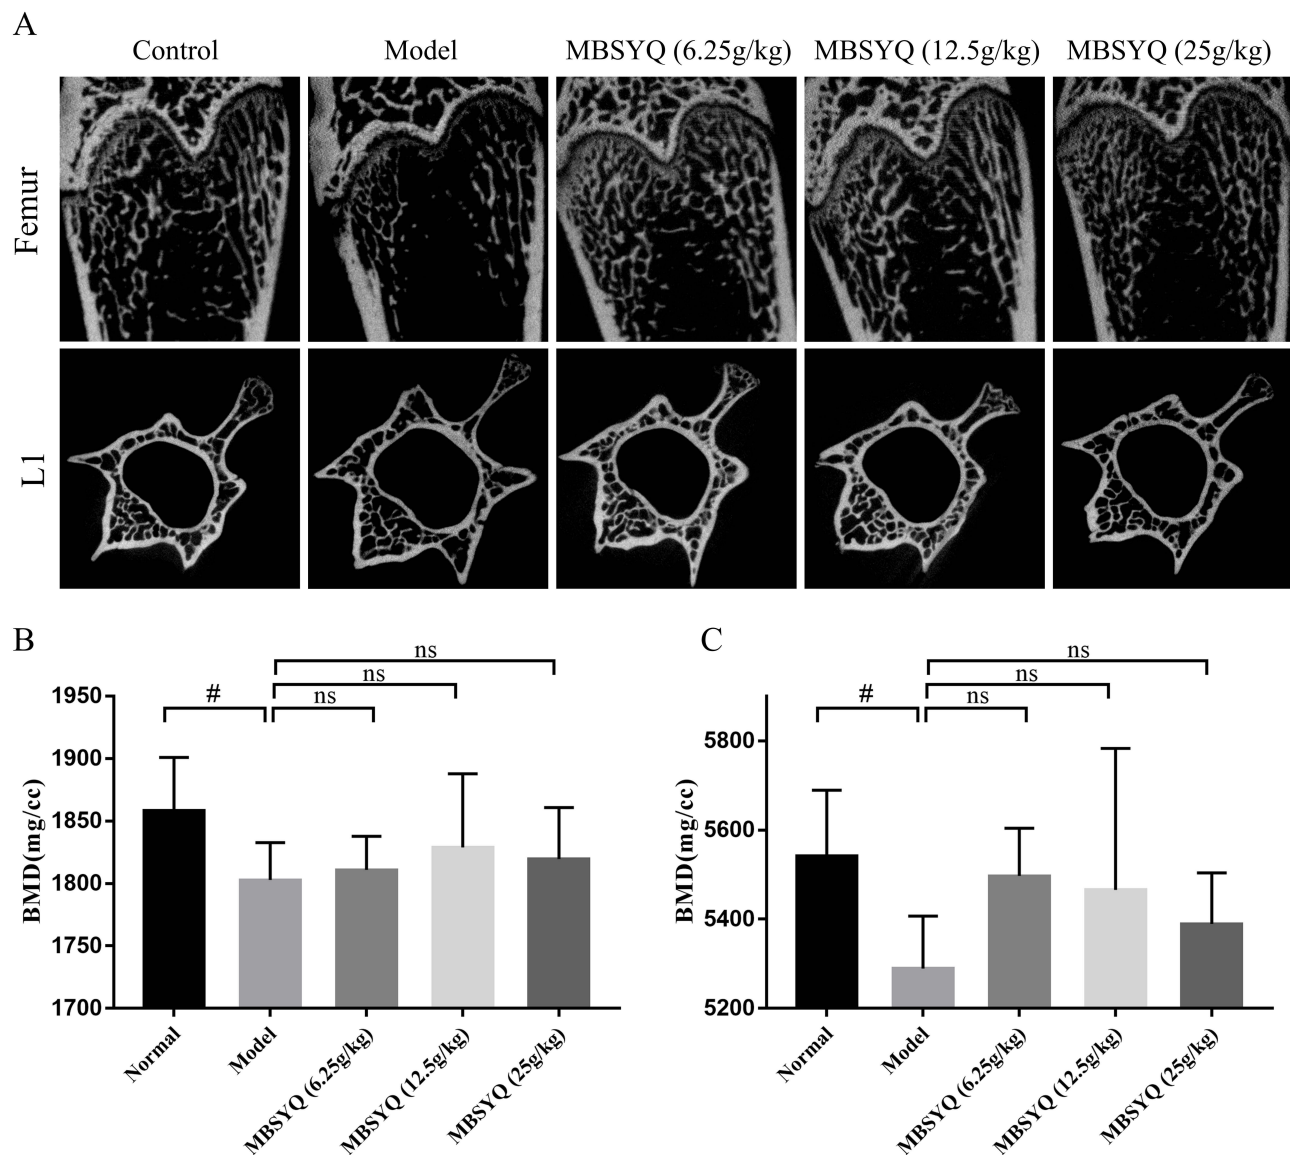 A
Control
Model
MBSYQ (6.25g/kg)
MBSYQ (12.5g/kg)
MBSYQ (25g/kg)
Femur
L1
B
ns
ns
#
ns
1950
1900
1850
1800
1750
1700
BMD(mg/cc)
Normal
Model
MBSYQ (6.25g/kg)
MBSYQ (12.5g/kg)
MBSYQ (25g/kg)
C
ns
ns
#
ns
5800
5600
5400
5200
BMD(mg/cc)
Normal
Model
MBSYQ (6.25g/kg)
MBSYQ (12.5g/kg)
MBSYQ (25g/kg)